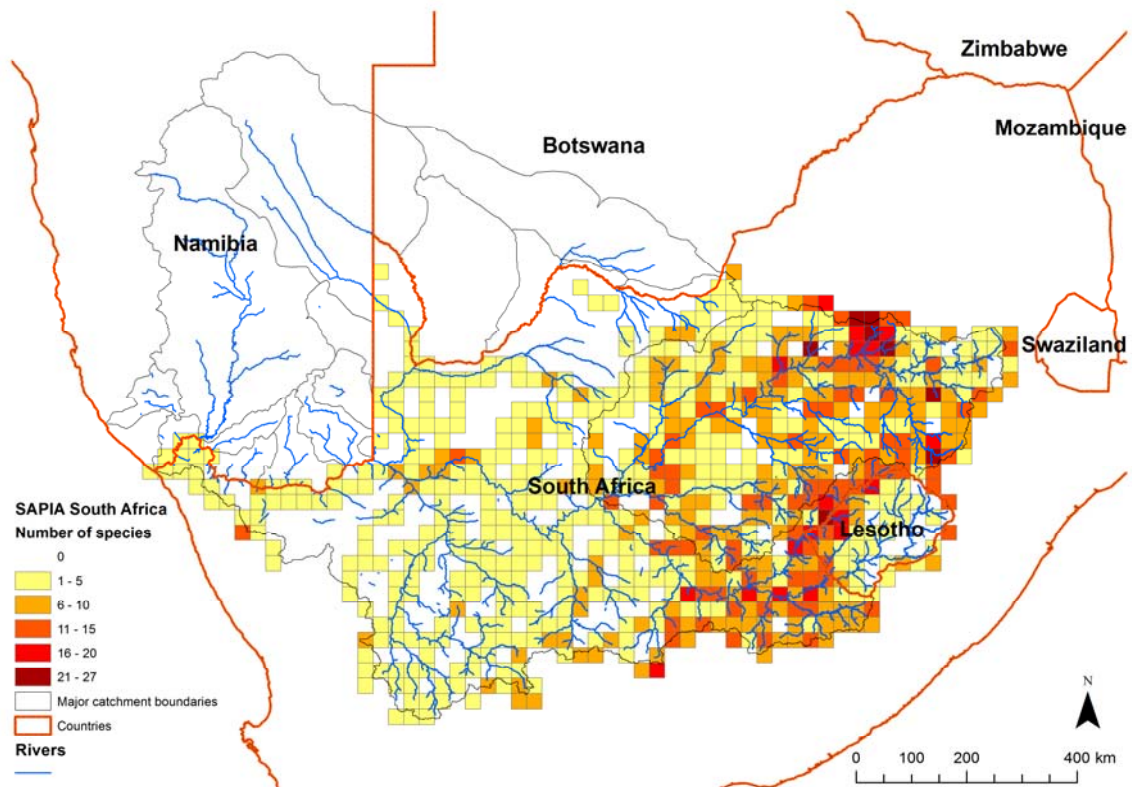 Zimbabwe
Mozambique
Botswana
Namibia
Swaziland
South Africa
Lesotho
SAPIA South Africa
Number of species
0
1 - 5
6 - 10
11 - 15
16 - 20
21 - 27
Major catchment boundaries
Countries
Rivers
N
0 100 200 400 km